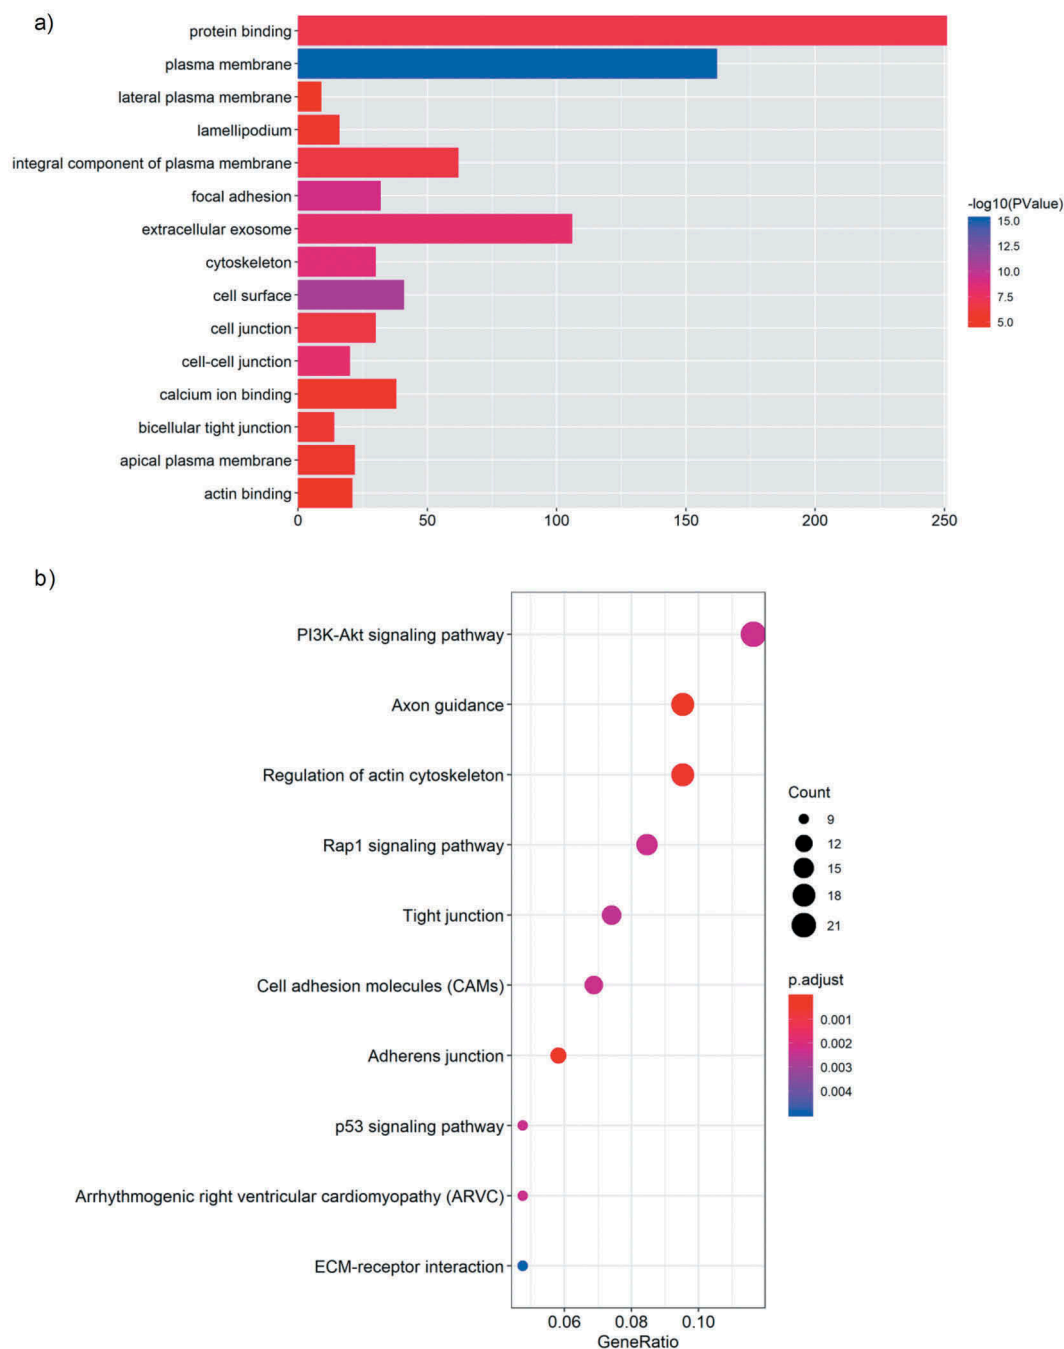 a)
protein binding
plasma membrane
lateral plasma membrane
lamellipodium
integral component of plasma membrane
focal adhesion
extracellular exosome
cytoskeleton
cell surface
cell junction
cell-cell junction
calcium ion binding
bicellular tight junction
apical plasma membrane
actin binding
0 50 100 150 200 250
-log10(PValue)
15.0
12.5
10.0
7.5
5.0
b)
PI3K-Akt signaling pathway
Axon guidance
Regulation of actin cytoskeleton
Rap1 signaling pathway
Tight junction
Cell adhesion molecules (CAMs)
Adherens junction
p53 signaling pathway
Arrhythmogenic right ventricular cardiomyopathy (ARVC)
ECM-receptor interaction
0.06 0.08 0.10
GeneRatio
Count
9
12
15
18
21
p.adjust
0.001
0.002
0.003
0.004